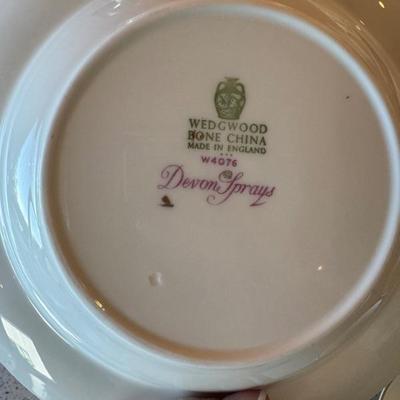 WEDGWOOD
BONE CHINA
MADE IN ENGLAND
W4076
Devon Sprays